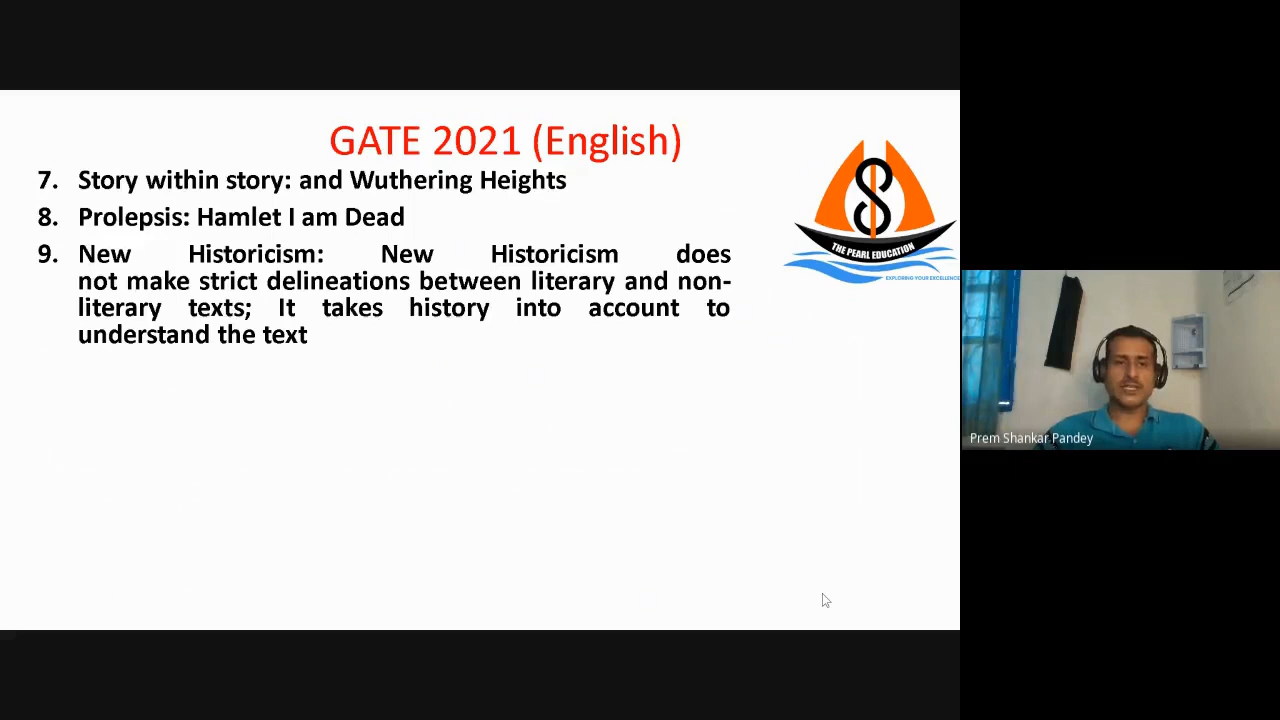 GATE 2021 (English)
7. Story within story: and Wuthering Heights
8. Prolepsis: Hamlet I am Dead
9. New Historicism: New Historicism does
not make strict delineations between literary and non-
literary texts; It takes history into account to
understand the text
THE PEARL EDUCATION
EXPLORING YOUR EXCELLENCE
Prem Shankar Pandey